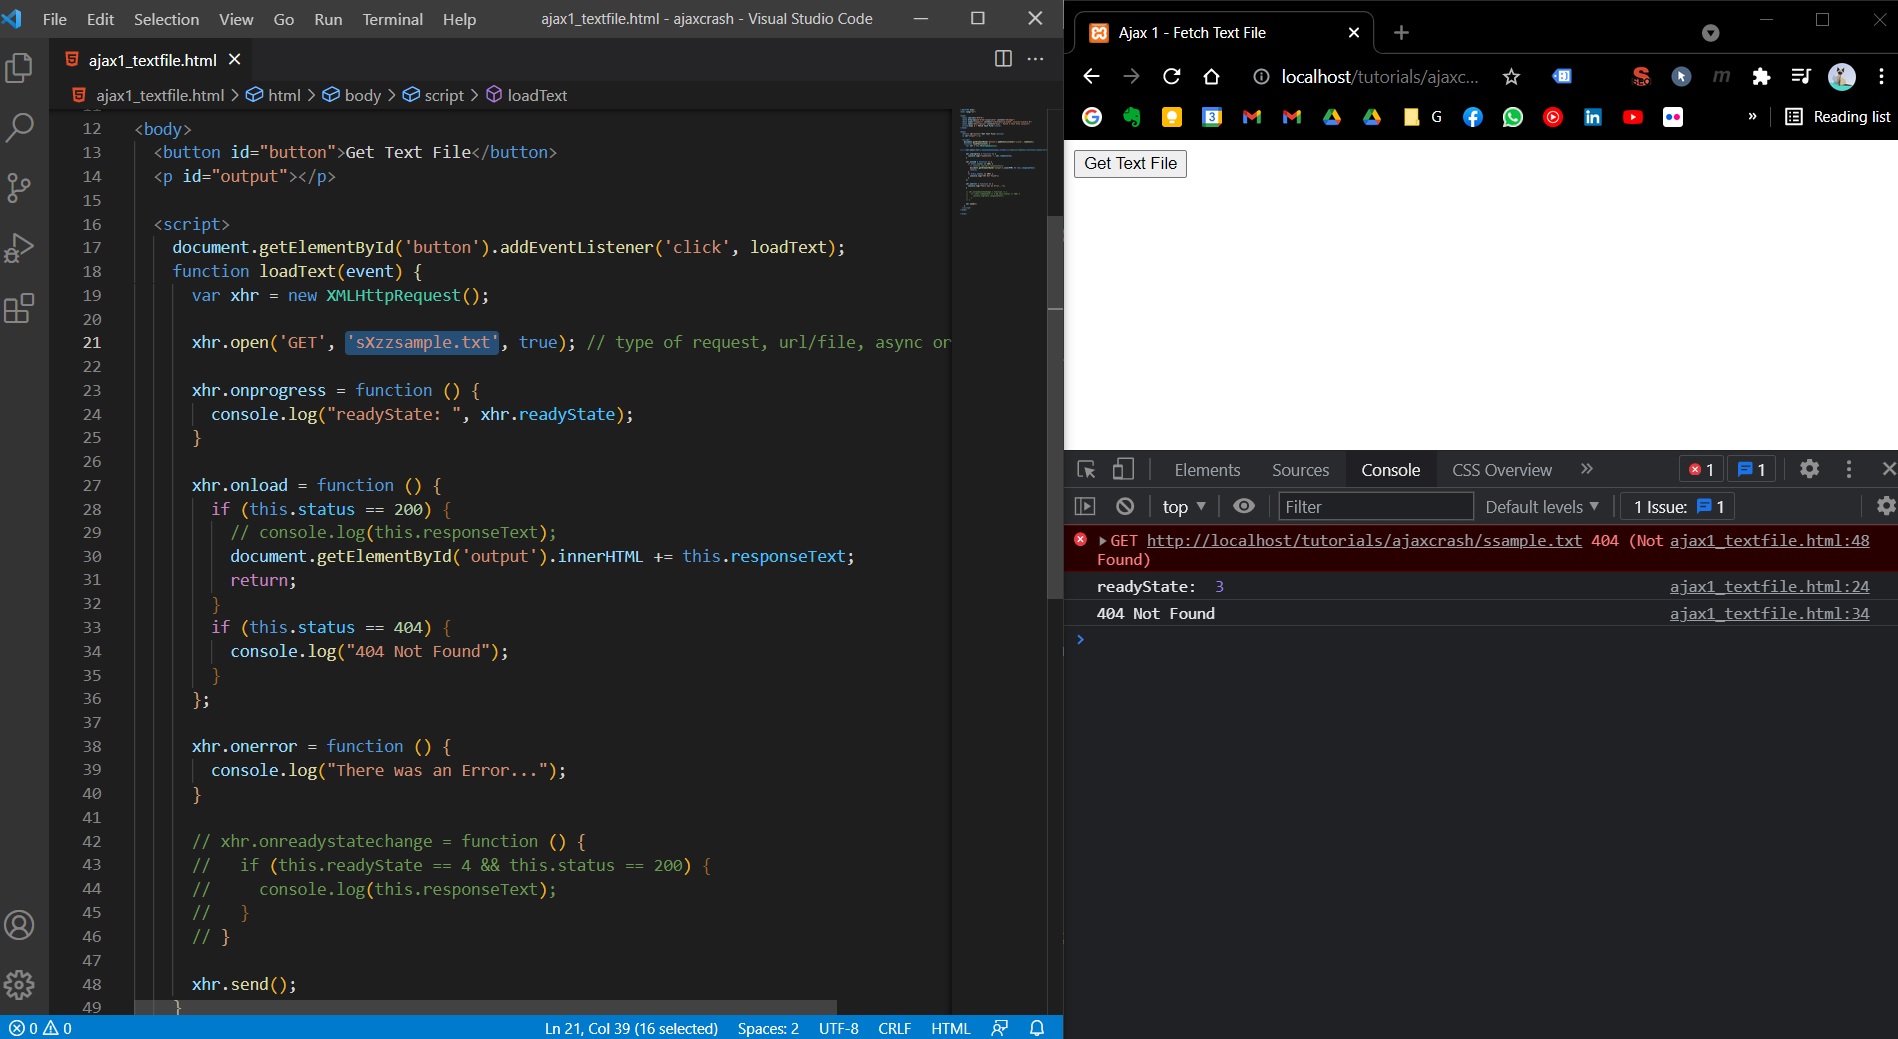 File Edit Selection View Go Run Terminal Help ajax1_textfile.html - ajaxcrash - Visual Studio Code
ajax1_textfile.html
ajax1_textfile.html > html > body > script > loadText
12 <body>
13 <button id="button">Get Text File</button>
14 <p id="output"></p>
15
16 <script>
17 document.getElementById('button').addEventListener('click', loadText);
18 function loadText(event) {
19 var xhr = new XMLHttpRequest();
20
21 xhr.open('GET', 'sXzzsample.txt', true); // type of request, url/file, async or
22
23 xhr.onprogress = function () {
24 console.log("readyState: ", xhr.readyState);
25 }
26
27 xhr.onload = function () {
28 if (this.status == 200) {
29 // console.log(this.responseText);
30 document.getElementById('output').innerHTML += this.responseText;
31 return;
32 }
33 if (this.status == 404) {
34 console.log("404 Not Found");
35 }
36 };
37
38 xhr.onerror = function () {
39 console.log("There was an Error...");
40 }
41
42 // xhr.onreadystatechange = function () {
43 // if (this.readyState == 4 && this.status == 200) {
44 // console.log(this.responseText);
45 // }
46 // }
47
48 xhr.send();
49 }
0 0 Ln 21, Col 39 (16 selected) Spaces: 2 UTF-8 CRLF HTML
Ajax 1 - Fetch Text File
localhost/tutorials/ajaxc...
3 G » Reading list
Get Text File
Elements Sources Console CSS Overview » 1 1
top Filter Default levels 1 Issue: 1
GET http://localhost/tutorials/ajaxcrash/ssample.txt 404 (Not ajax1_textfile.html:48
Found)
readyState: 3 ajax1_textfile.html:24
404 Not Found ajax1_textfile.html:34